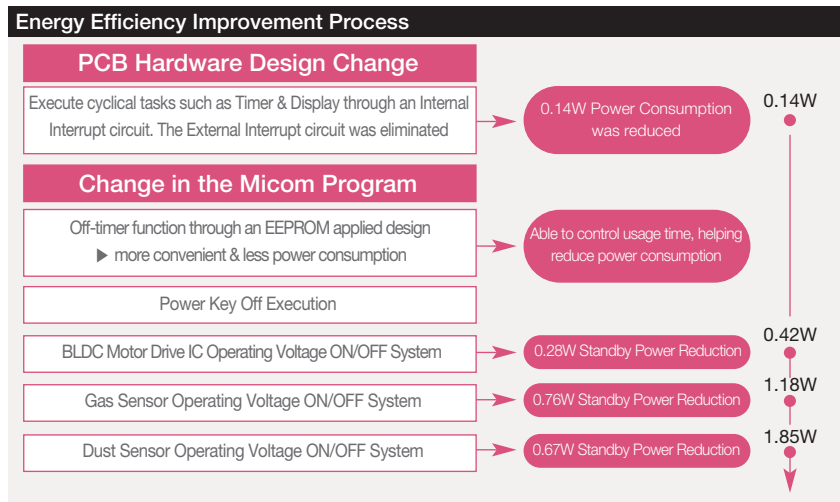 Energy Efficiency Improvement Process
PCB Hardware Design Change
Execute cyclical tasks such as Timer & Display through an Internal
Interrupt circuit. The External Interrupt circuit was eliminated
0.14W Power Consumption
was reduced
0.14W
Change in the Micom Program
Off-timer function through an EEPROM applied design
▶ more convenient & less power consumption
Able to control usage time, helping
reduce power consumption
Power Key Off Execution
BLDC Motor Drive IC Operating Voltage ON/OFF System
0.28W Standby Power Reduction
0.42W
Gas Sensor Operating Voltage ON/OFF System
0.76W Standby Power Reduction
1.18W
Dust Sensor Operating Voltage ON/OFF System
0.67W Standby Power Reduction
1.85W